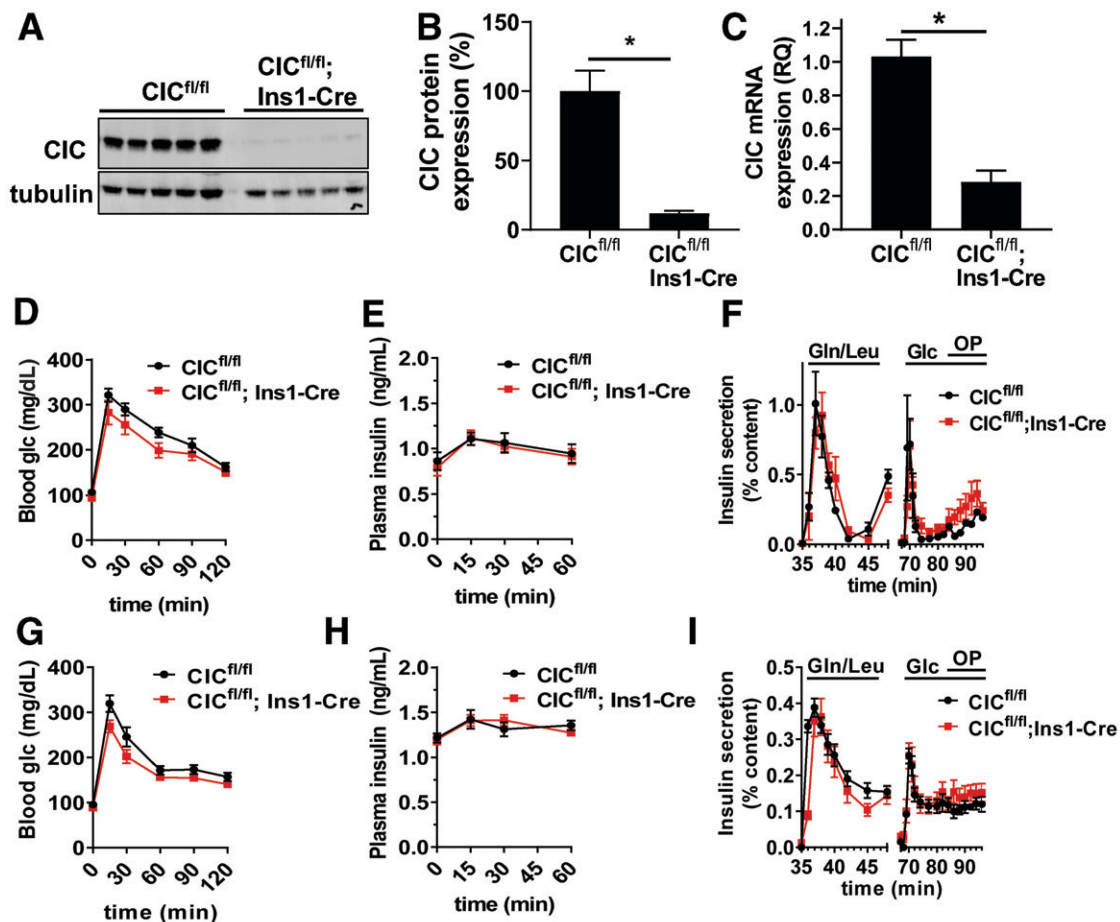 A
CIC^fl/fl
CIC^fl/fl;
Ins1-Cre
CIC
tubulin
B
CIC protein
expression (%)
150
100
50
0
*
CIC^fl/fl
CIC^fl/fl
Ins1-Cre
C
CIC mRNA
expression (RQ)
1.2
1.0
0.8
0.6
0.4
0.2
0.0
*
CIC^fl/fl
CIC^fl/fl;
Ins1-Cre
D
Blood glc (mg/dL)
400
300
200
100
0
30
60
90
120
time (min)
CIC^fl/fl
CIC^fl/fl; Ins1-Cre
E
Plasma insulin (ng/mL)
2.0
1.5
1.0
0.5
0.0
0
15
30
45
60
time (min)
CIC^fl/fl
CIC^fl/fl; Ins1-Cre
F
Insulin secretion
(% content)
1.0
0.5
0.0
35
40
45
70
80
90
time (min)
Gln/Leu
Glc
OP
CIC^fl/fl
CIC^fl/fl;Ins1-Cre
G
Blood glc (mg/dL)
400
300
200
100
0
0
30
60
90
120
time (min)
CIC^fl/fl
CIC^fl/fl; Ins1-Cre
H
Plasma insulin (ng/mL)
2.0
1.5
1.0
0.5
0.0
0
15
30
45
60
time (min)
CIC^fl/fl
CIC^fl/fl; Ins1-Cre
I
Insulin secretion
(% content)
0.5
0.4
0.3
0.2
0.1
0.0
35
40
45
70
80
90
time (min)
Gln/Leu
Glc
OP
CIC^fl/fl
CIC^fl/fl;Ins1-Cre